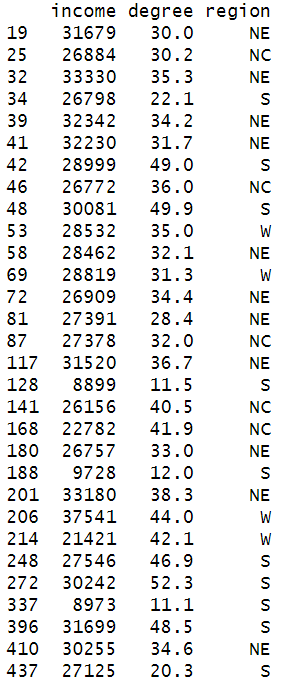 income degree region
19 31679 30.0 NE
25 26884 30.2 NC
32 33330 35.3 NE
34 26798 22.1 S
39 32342 34.2 NE
41 32230 31.7 NE
42 28999 49.0 S
46 26772 36.0 NC
48 30081 49.9 S
53 28532 35.0 W
58 28462 32.1 NE
69 28819 31.3 W
72 26909 34.4 NE
81 27391 28.4 NE
87 27378 32.0 NC
117 31520 36.7 NE
128 8899 11.5 S
141 26156 40.5 NC
168 22782 41.9 NC
180 26757 33.0 NE
188 9728 12.0 S
201 33180 38.3 NE
206 37541 44.0 W
214 21421 42.1 W
248 27546 46.9 S
272 30242 52.3 S
337 8973 11.1 S
396 31699 48.5 S
410 30255 34.6 NE
437 27125 20.3 S